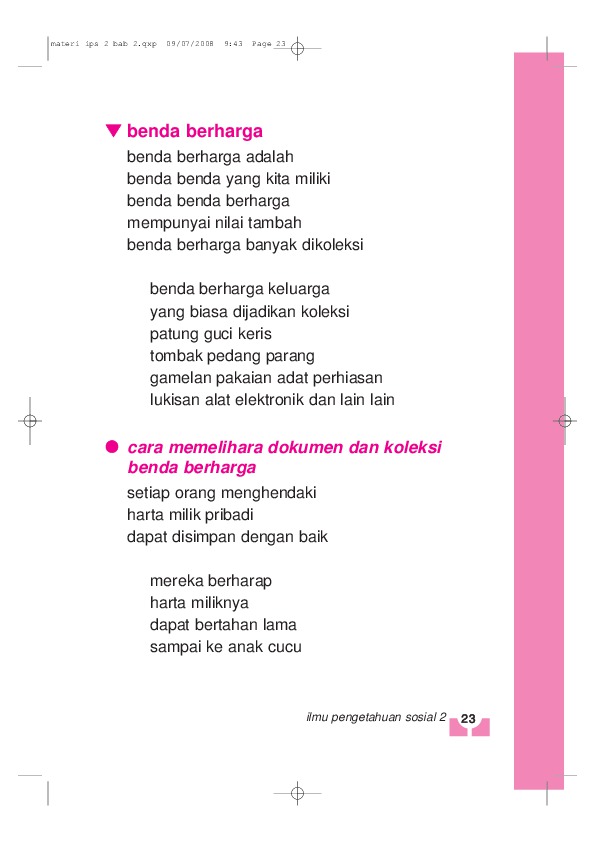 materi ips 2 bab 2.qxp 09/07/2008 9:43 Page 23
benda berharga
benda berharga adalah
benda benda yang kita miliki
benda benda berharga
mempunyai nilai tambah
benda berharga banyak dikoleksi
benda berharga keluarga
yang biasa dijadikan koleksi
patung guci keris
tombak pedang parang
gamelan pakaian adat perhiasan
lukisan alat elektronik dan lain lain
cara memelihara dokumen dan koleksi
benda berharga
setiap orang menghendaki
harta milik pribadi
dapat disimpan dengan baik
mereka berharap
harta miliknya
dapat bertahan lama
sampai ke anak cucu
ilmu pengetahuan sosial 2 23